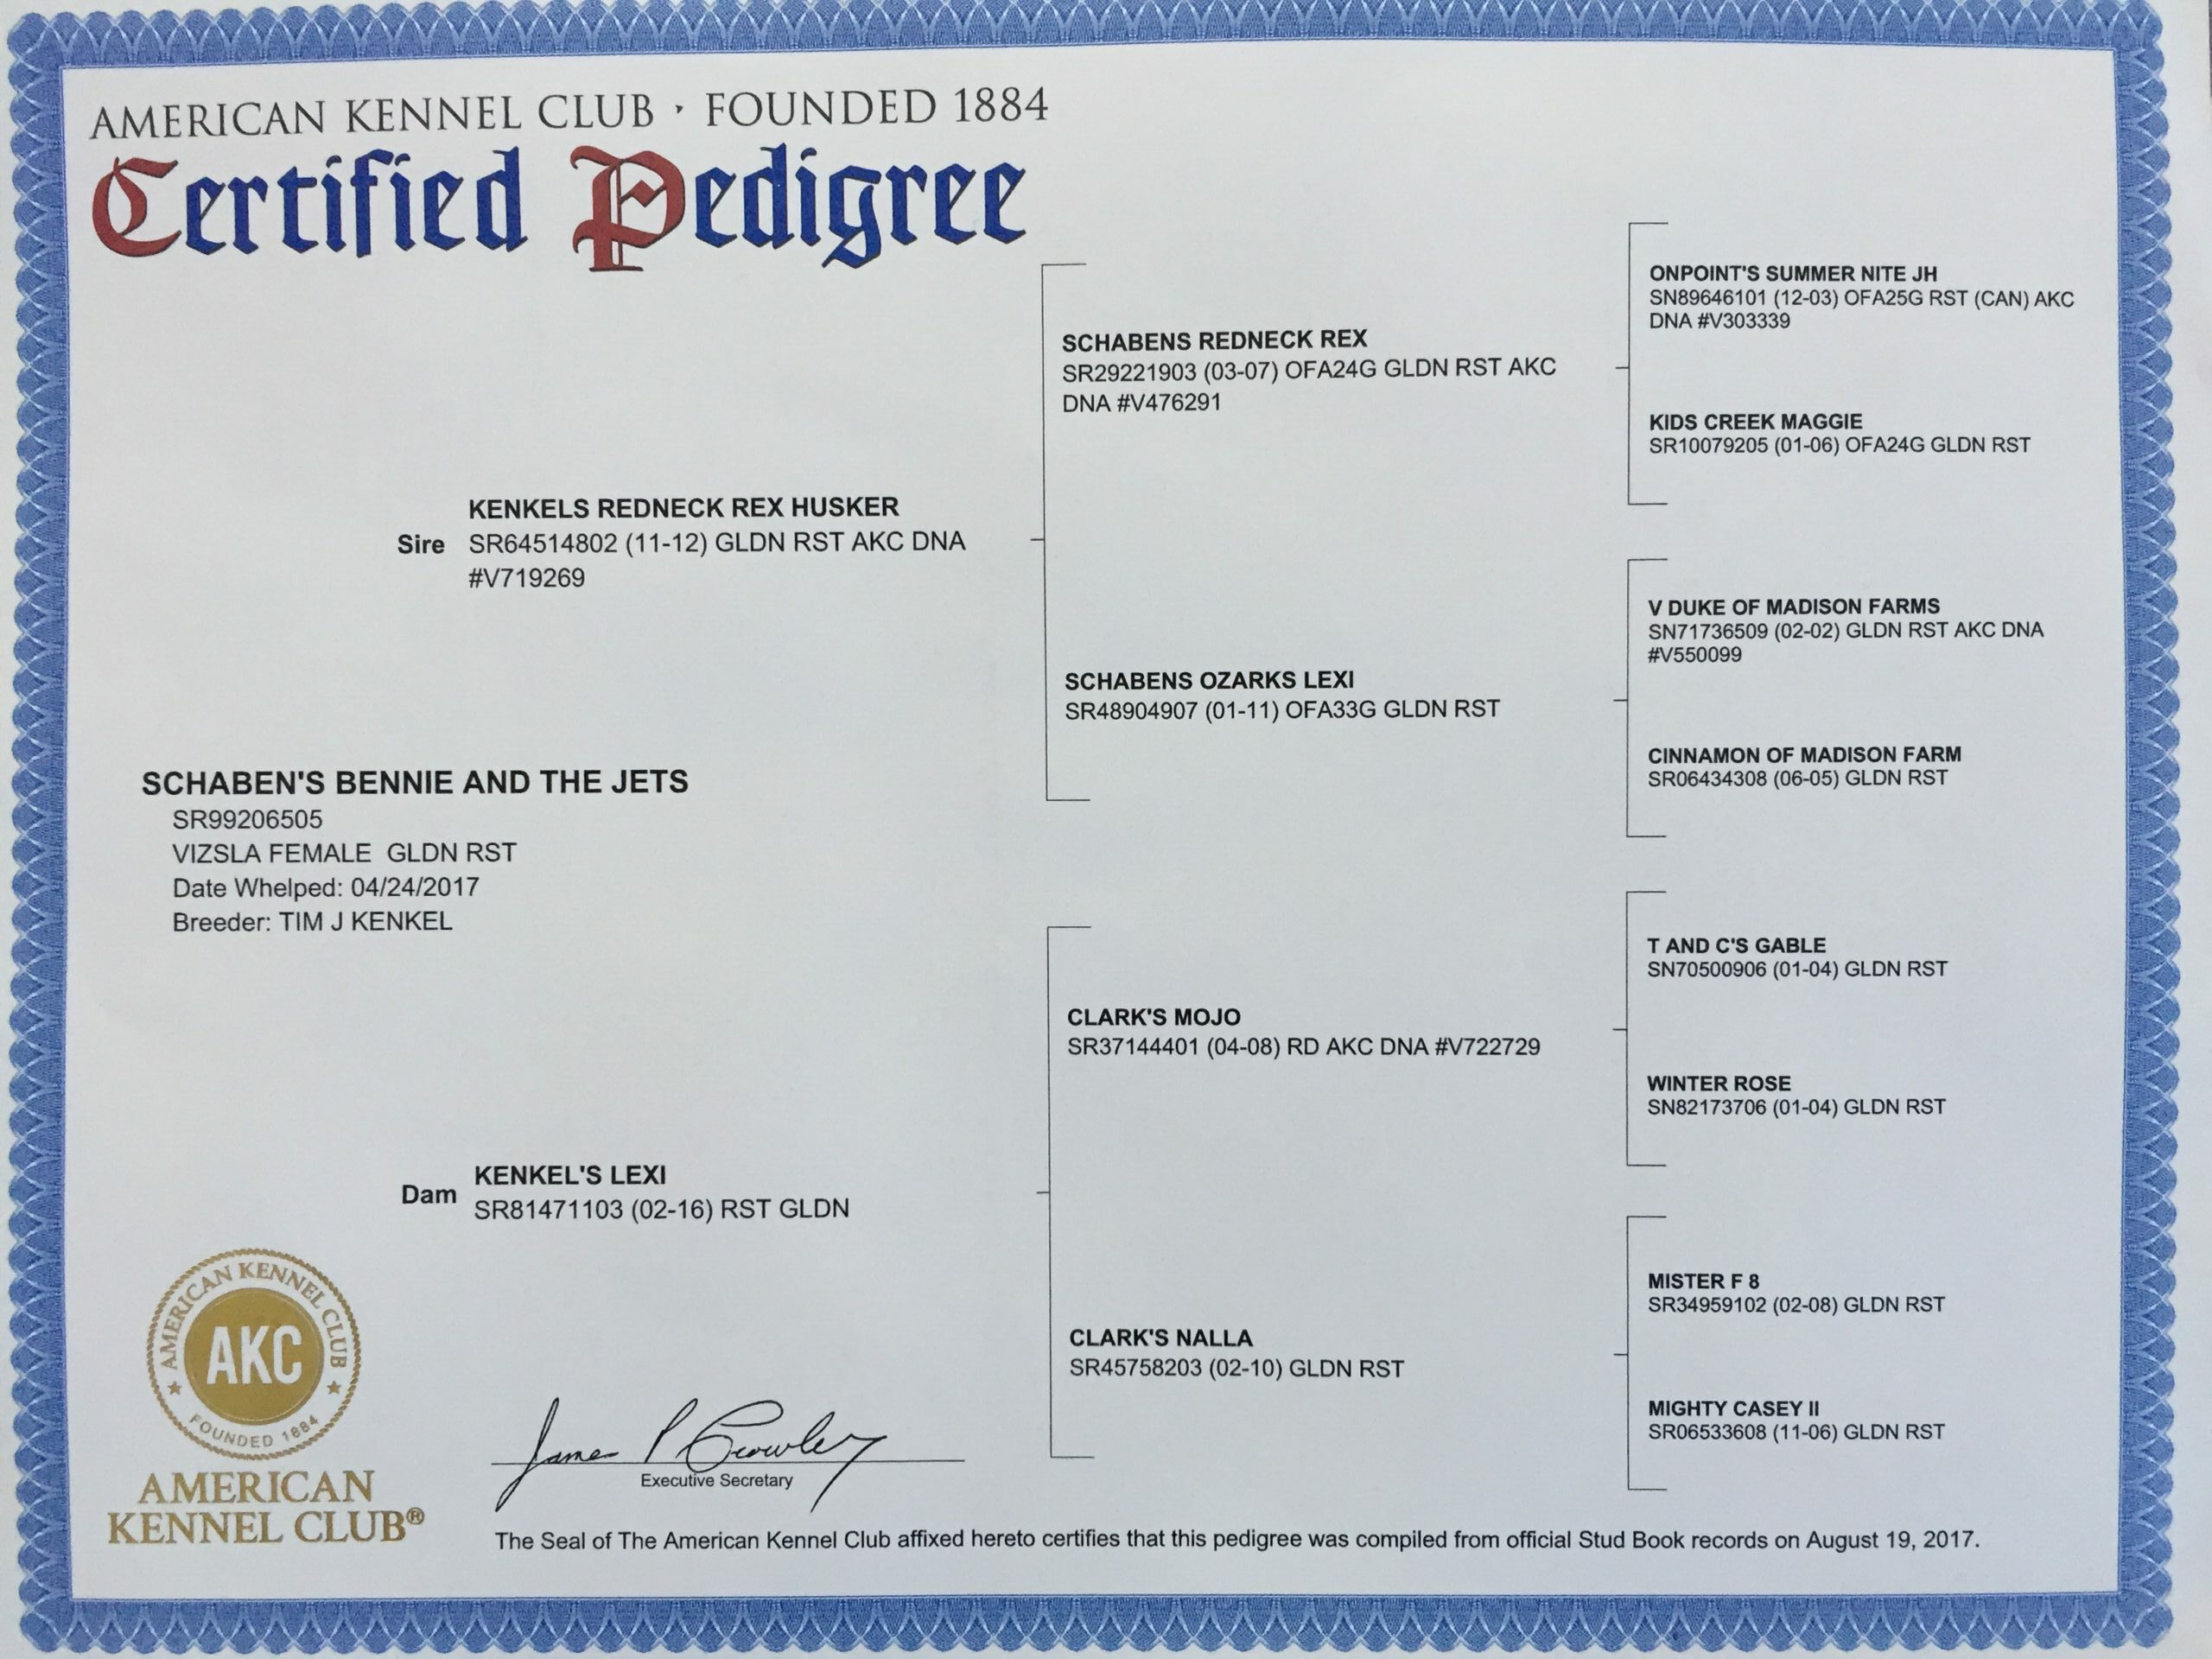 AMERICAN KENNEL CLUB · FOUNDED 1884
Certified Pedigree
ONPOINT'S SUMMER NITE JH
SN89646101 (12-03) OFA25G RST (CAN) AKC
DNA #V303339
SCHABENS REDNECK REX
SR29221903 (03-07) OFA24G GLDN RST AKC
DNA #V476291
KIDS CREEK MAGGIE
SR10079205 (01-06) OFA24G GLDN RST
KENKELS REDNECK REX HUSKER
Sire SR64514802 (11-12) GLDN RST AKC DNA
#V719269
V DUKE OF MADISON FARMS
SN71736509 (02-02) GLDN RST AKC DNA
#V550099
SCHABENS OZARKS LEXI
SR48904907 (01-11) OFA33G GLDN RST
CINNAMON OF MADISON FARM
SR06434308 (06-05) GLDN RST
SCHABEN'S BENNIE AND THE JETS
SR99206505
VIZSLA FEMALE GLDN RST
Date Whelped: 04/24/2017
Breeder: TIM J KENKEL
T AND C'S GABLE
SN70500906 (01-04) GLDN RST
CLARK'S MOJO
SR37144401 (04-08) RD AKC DNA #V722729
WINTER ROSE
SN82173706 (01-04) GLDN RST
KENKEL'S LEXI
Dam SR81471103 (02-16) RST GLDN
MISTER F 8
SR34959102 (02-08) GLDN RST
CLARK'S NALLA
SR45758203 (02-10) GLDN RST
MIGHTY CASEY II
SR06533608 (11-06) GLDN RST
AMERICAN KENNEL CLUB
AKC
FOUNDED 1884
AMERICAN
KENNEL CLUB®
James P Crowley
Executive Secretary
The Seal of The American Kennel Club affixed hereto certifies that this pedigree was compiled from official Stud Book records on August 19, 2017.